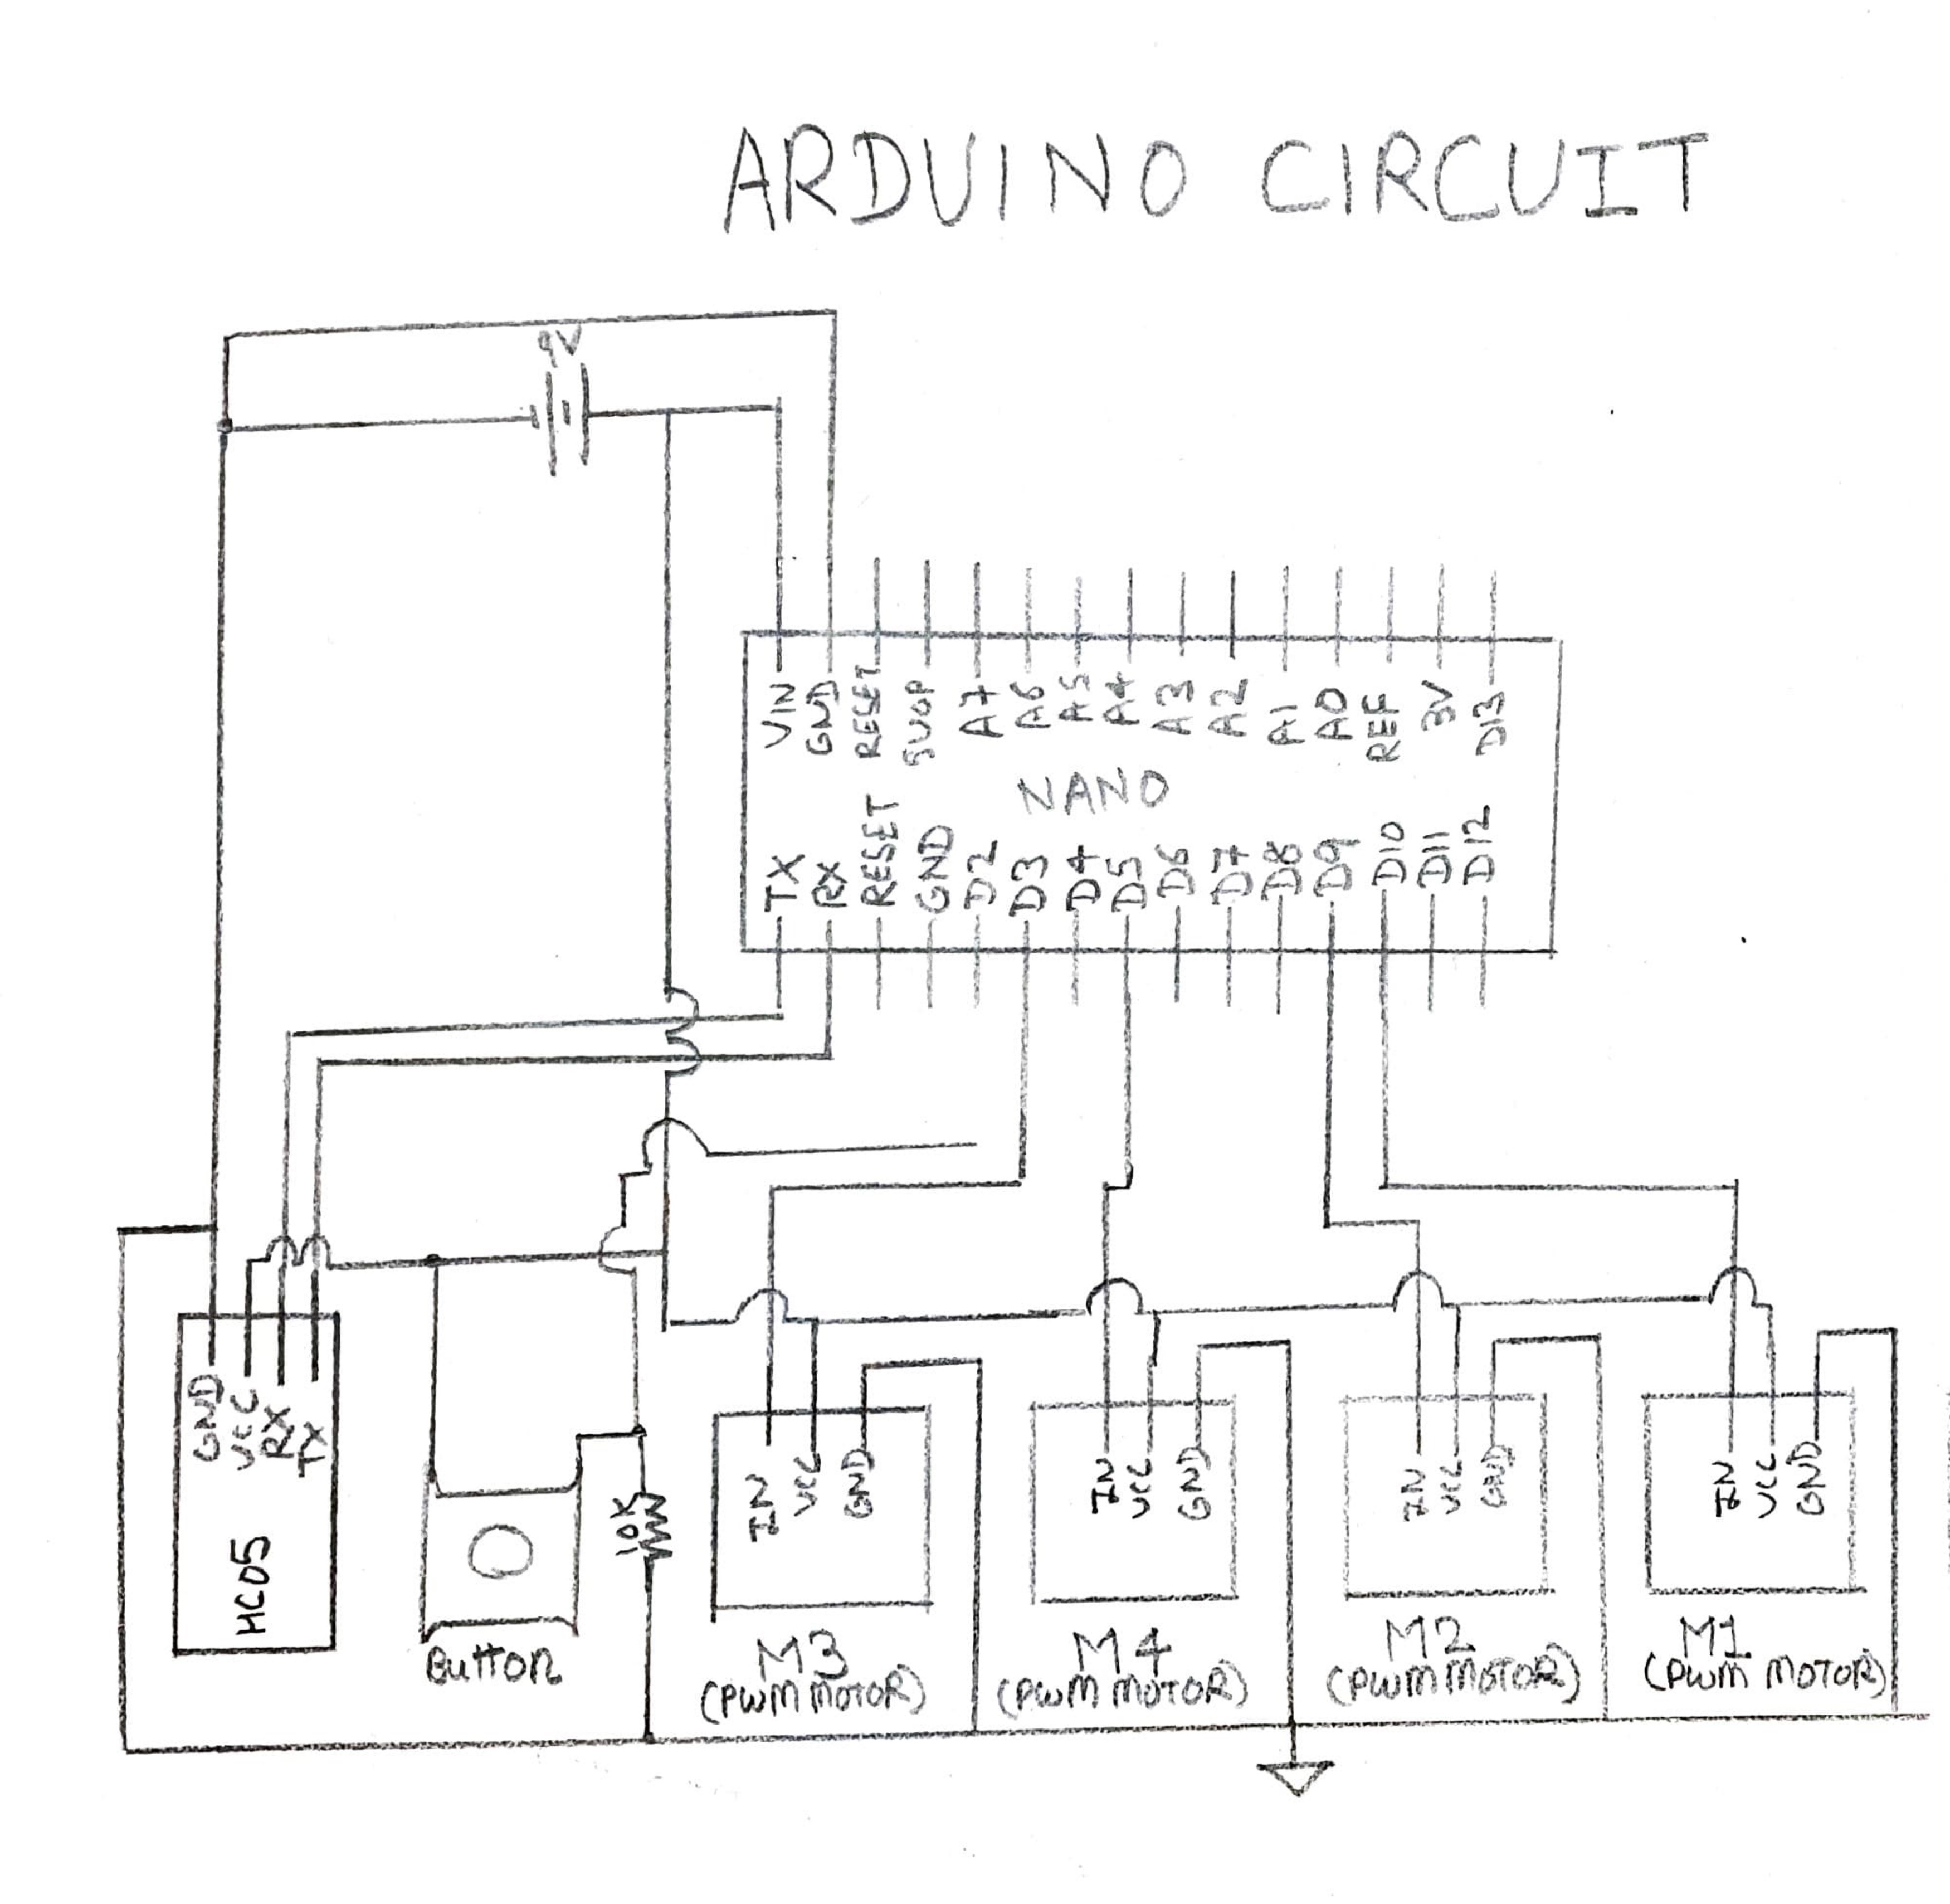 ARDUINO CIRCUIT
9V
VIN
GND
RESET
5VOP
A7
A6
A5
A4
A3
A2
A1
A0
REF
3V
D13
NANO
TX
RX
RESET
GND
D2
D3
D4
D5
D6
D7
D8
D9
D10
D11
D12
GND
VCC
RX
TX
HC05
Button
10K
IN
VCC
GND
M3
(PWM MOTOR)
IN
VCC
GND
M4
(PWM MOTOR)
IN
VCC
GND
M2
(PWM MOTOR)
IN
VCC
GND
M1
(PWM MOTOR)